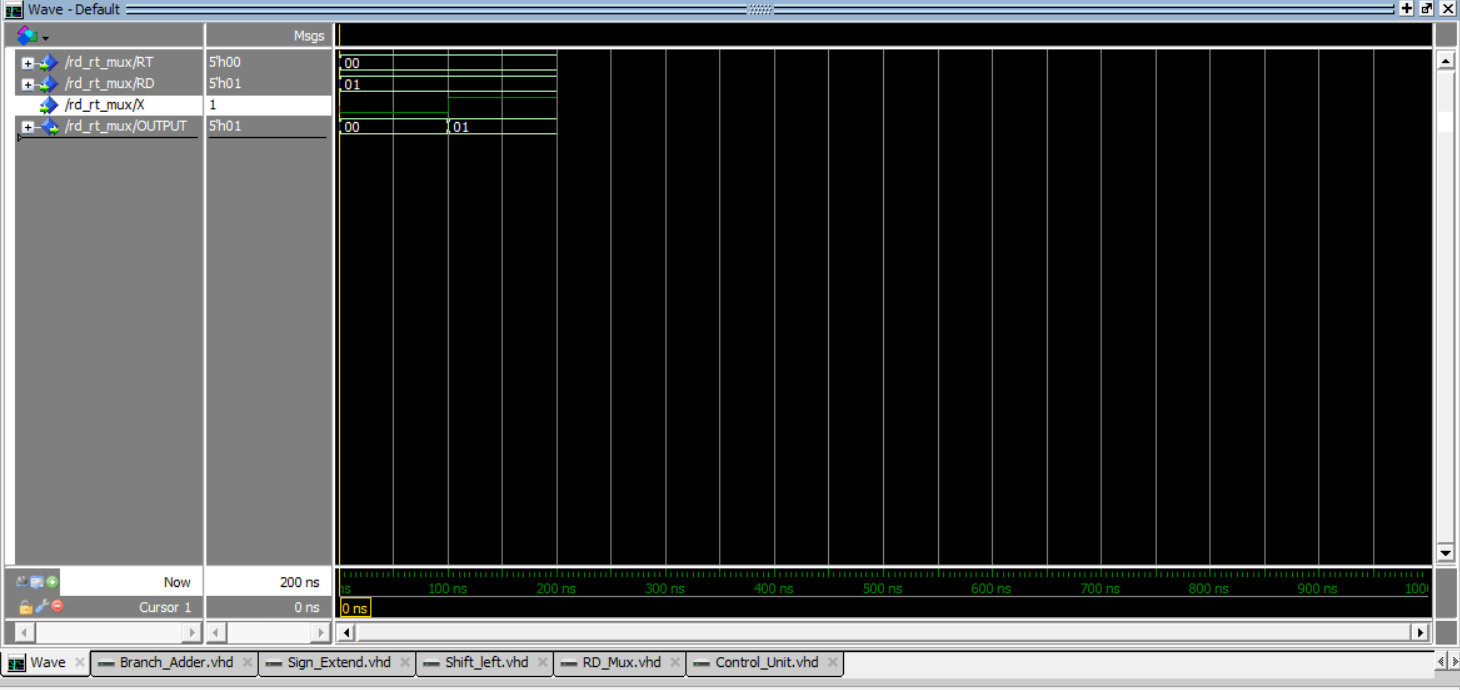 Wave - Default
Msgs
/rd_rt_mux/RT 5'h00 00
/rd_rt_mux/RD 5'h01 01
/rd_rt_mux/X 1
/rd_rt_mux/OUTPUT 5'h01 00 01
Now 200 ns ns 100 ns 200 ns 300 ns 400 ns 500 ns 600 ns 700 ns 800 ns 900 ns 100
Cursor 1 0 ns 0 ns
Wave Branch_Adder.vhd Sign_Extend.vhd Shift_left.vhd RD_Mux.vhd Control_Unit.vhd